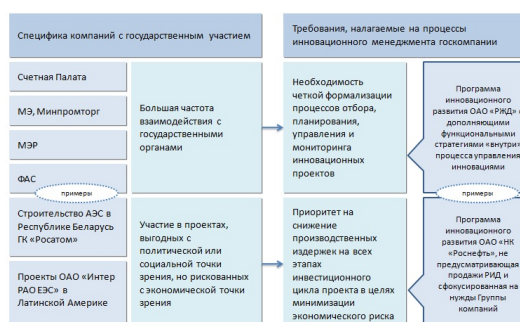 Специфика компаний с государственным участием
Требования, налагаемые на процессы
инновационного менеджмента госкомпании
Счетная Палата
МЭ, Минпромторг
МЭР
ФАС
Большая частота
взаимодействия с
государственными
органами
Необходимость
четкой формализации
процессов отбора,
планирования,
управления и
мониторинга
инновационных
проектов
Программа
инновационного
развития ОАО «РЖД» с
дополняющими
функциональными
стратегиями «внутри»
процесса управления
инновациями
примеры
примеры
Строительство АЭС в
Республике Беларусь
ГК «Росатом»
Проекты ОАО «Интер
РАО ЕЭС» в
Латинской Америке
Участие в проектах,
выгодных с
политической или
социальной точки
зрения, но рискованных
с экономической точки
зрения
Приоритет на
снижение
производственных
издержек на всех
этапах
инвестиционного
цикла проекта в целях
минимизации
экономического риска
Программа
инновационного
развития ОАО «НК
«Роснефть», не
предусматривающая
продажи РИД и
сфокусированная на
нужды Группы
компаний